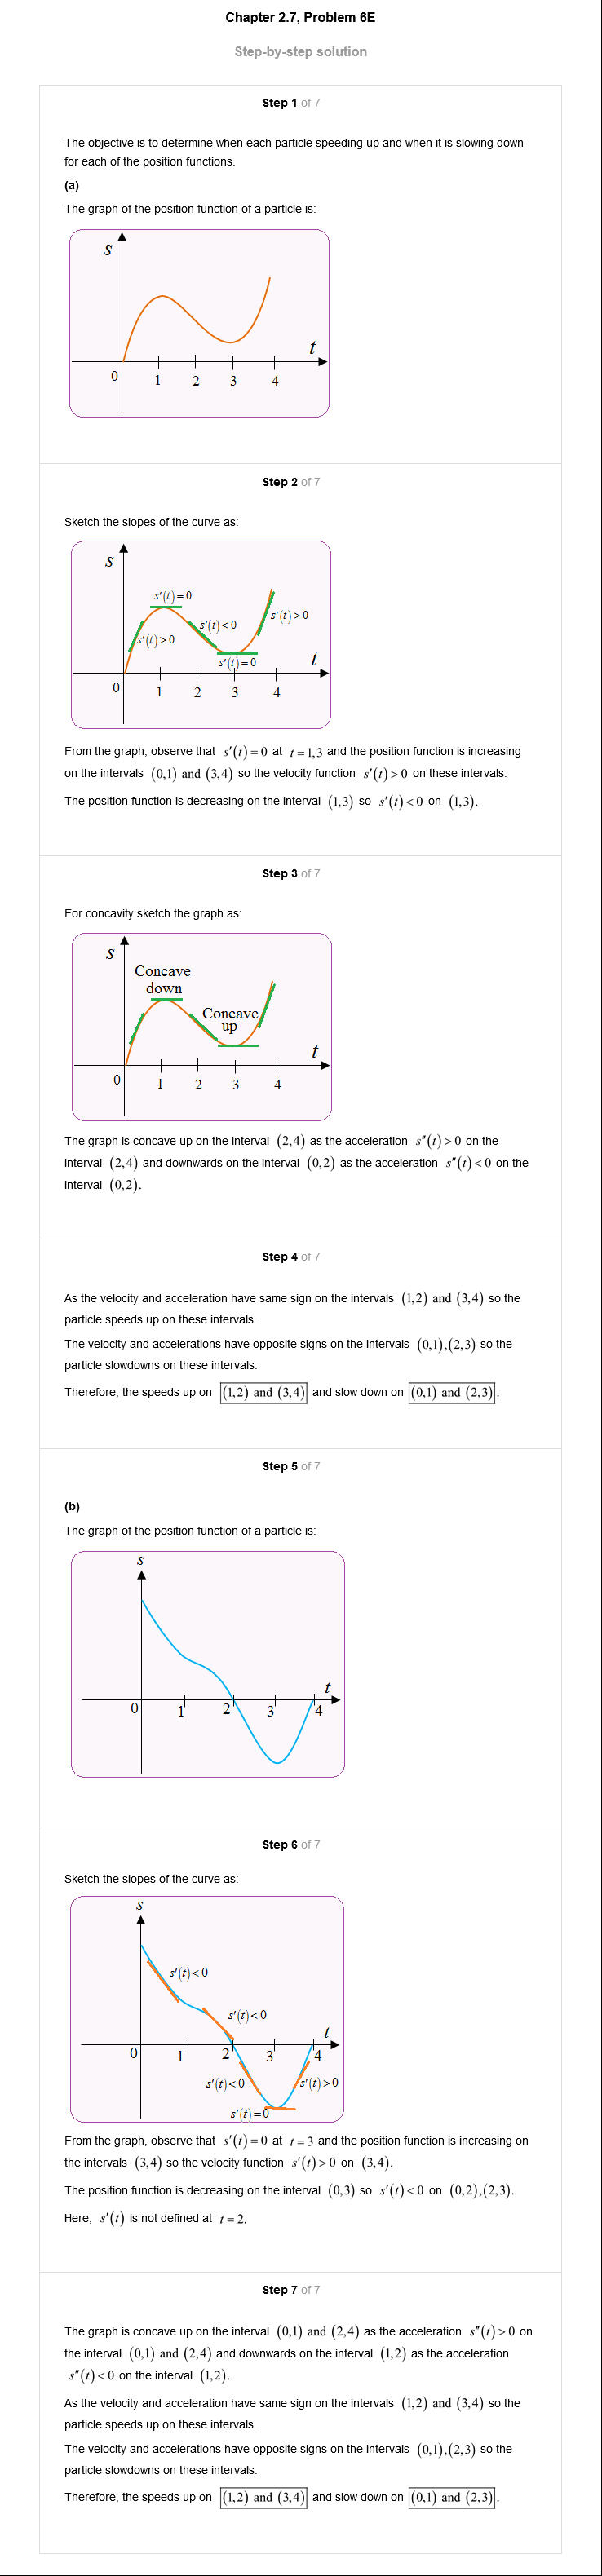 Chapter 2.7, Problem 6E
Step-by-step solution
Step 1 of 7
The objective is to determine when each particle speeding up and when it is slowing down
for each of the position functions.
(a)
The graph of the position function of a particle is:
s
t
0 1 2 3 4
Step 2 of 7
Sketch the slopes of the curve as:
s
s′(t)=0
s′(t)>0
s′(t)<0
s′(t)>0
s′(t)=0
t
0 1 2 3 4
From the graph, observe that s′(t)=0 at t=1,3 and the position function is increasing
on the intervals (0,1) and (3,4) so the velocity function s′(t)>0 on these intervals.
The position function is decreasing on the interval (1,3) so s′(t)<0 on (1,3).
Step 3 of 7
For concavity sketch the graph as:
s
Concave
down
Concave
up
t
0 1 2 3 4
The graph is concave up on the interval (2,4) as the acceleration s″(t)>0 on the
interval (2,4) and downwards on the interval (0,2) as the acceleration s″(t)<0 on the
interval (0,2).
Step 4 of 7
As the velocity and acceleration have same sign on the intervals (1,2) and (3,4) so the
particle speeds up on these intervals.
The velocity and accelerations have opposite signs on the intervals (0,1),(2,3) so the
particle slowdowns on these intervals.
Therefore, the speeds up on (1,2) and (3,4) and slow down on (0,1) and (2,3).
Step 5 of 7
(b)
The graph of the position function of a particle is:
s
t
0 1 2 3 4
Step 6 of 7
Sketch the slopes of the curve as:
s
s′(t)<0
s′(t)<0
t
0 1 2 3 4
s′(t)<0 s′(t)>0
s′(t)=0
From the graph, observe that s′(t)=0 at t=3 and the position function is increasing on
the intervals (3,4) so the velocity function s′(t)>0 on (3,4).
The position function is decreasing on the interval (0,3) so s′(t)<0 on (0,2),(2,3).
Here, s′(t) is not defined at t=2.
Step 7 of 7
The graph is concave up on the interval (0,1) and (2,4) as the acceleration s″(t)>0 on
the interval (0,1) and (2,4) and downwards on the interval (1,2) as the acceleration
s″(t)<0 on the interval (1,2).
As the velocity and acceleration have same sign on the intervals (1,2) and (3,4) so the
particle speeds up on these intervals.
The velocity and accelerations have opposite signs on the intervals (0,1),(2,3) so the
particle slowdowns on these intervals.
Therefore, the speeds up on (1,2) and (3,4) and slow down on (0,1) and (2,3).